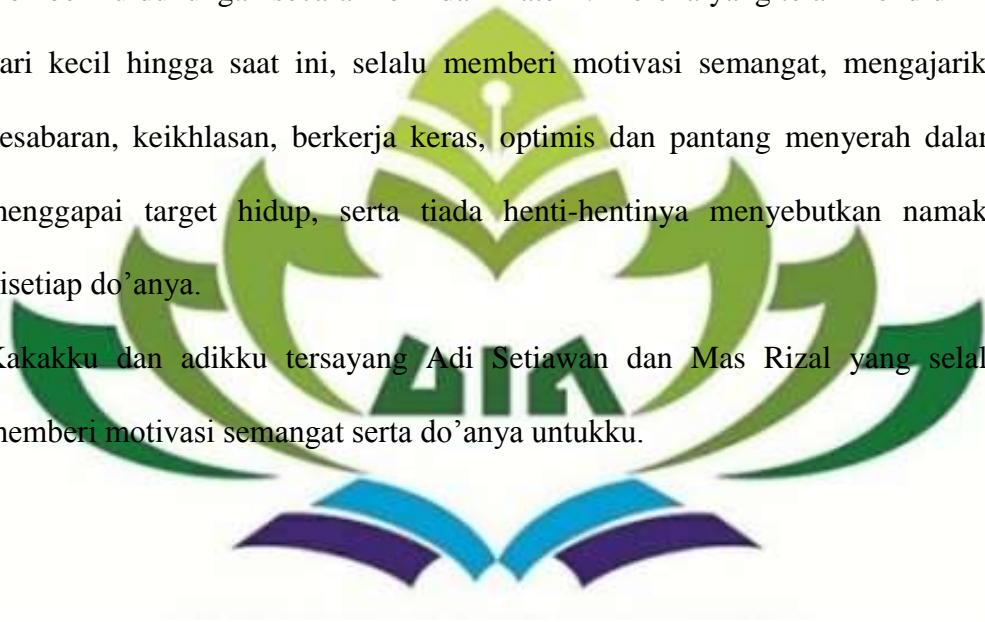 ari kecil hingga saat ini, selalu memberi motivasi semangat, mengajarik
esabaran, keikhlasan, berkerja keras, optimis dan pantang menyerah dalam
menggapai target hidup, serta tiada henti-hentinya menyebutkan namak
isetiap do’anya.
Kakakku dan adikku tersayang Adi Setiawan dan Mas Rizal yang selal
UIN
memberi motivasi semangat serta do’anya untukku.